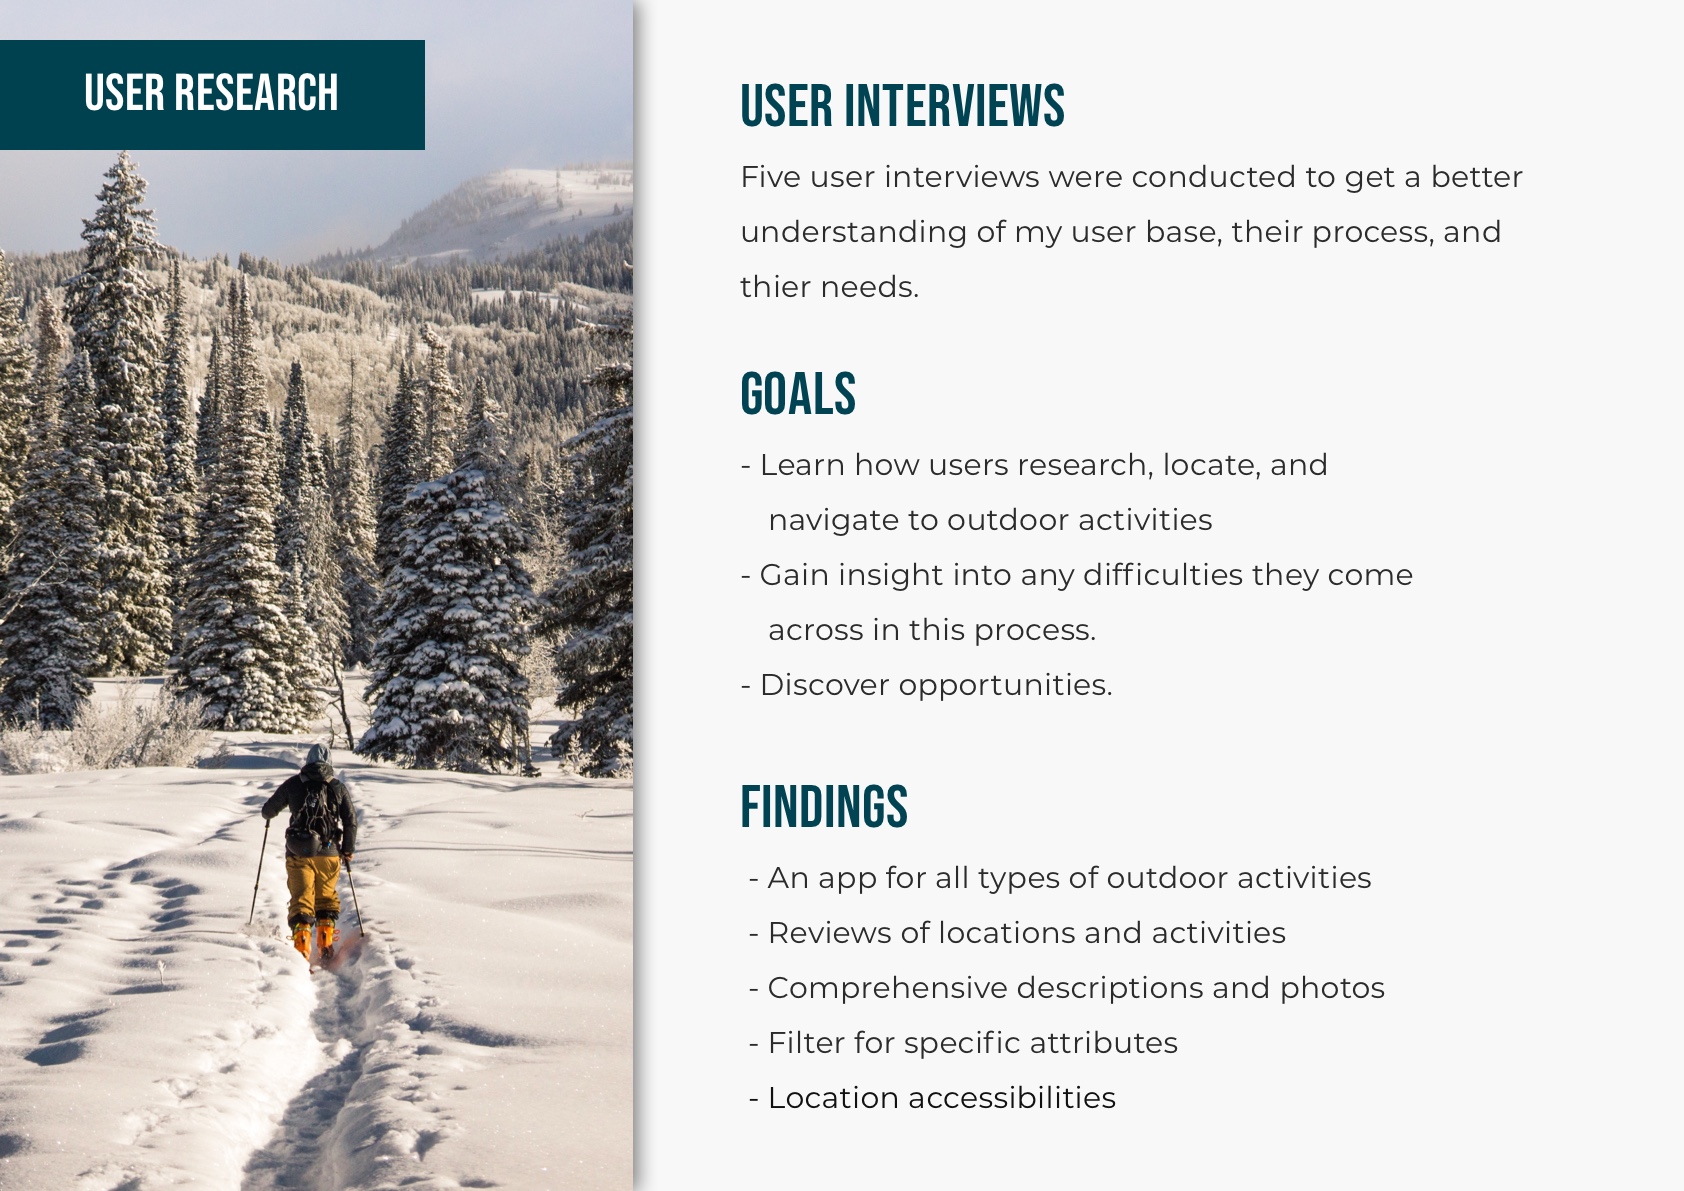 USER RESEARCH
USER INTERVIEWS
Five user interviews were conducted to get a better
understanding of my user base, their process, and
thier needs.
GOALS
- Learn how users research, locate, and
navigate to outdoor activities
- Gain insight into any difficulties they come
across in this process.
- Discover opportunities.
FINDINGS
- An app for all types of outdoor activities
- Reviews of locations and activities
- Comprehensive descriptions and photos
- Filter for specific attributes
- Location accessibilities